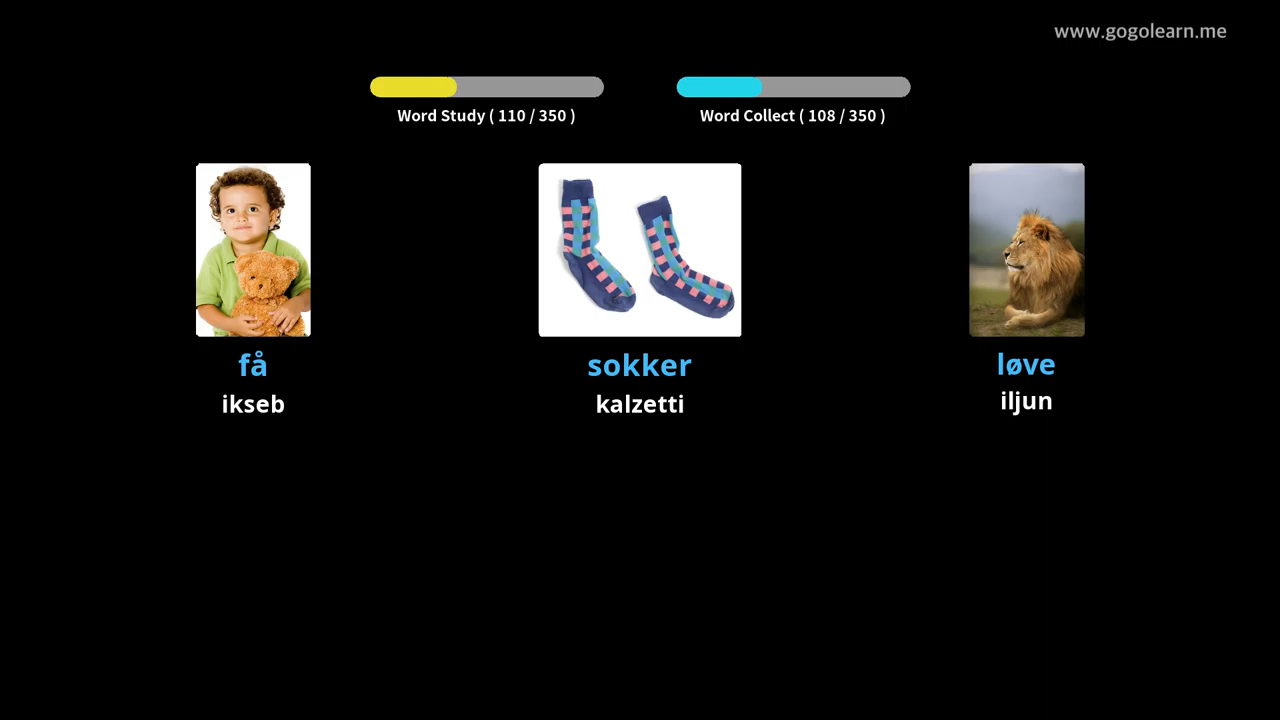 www.gogolearn.me
Word Study ( 110 / 350 )
Word Collect ( 108 / 350 )
få
sokker
løve
ikseb
kalzetti
iljun